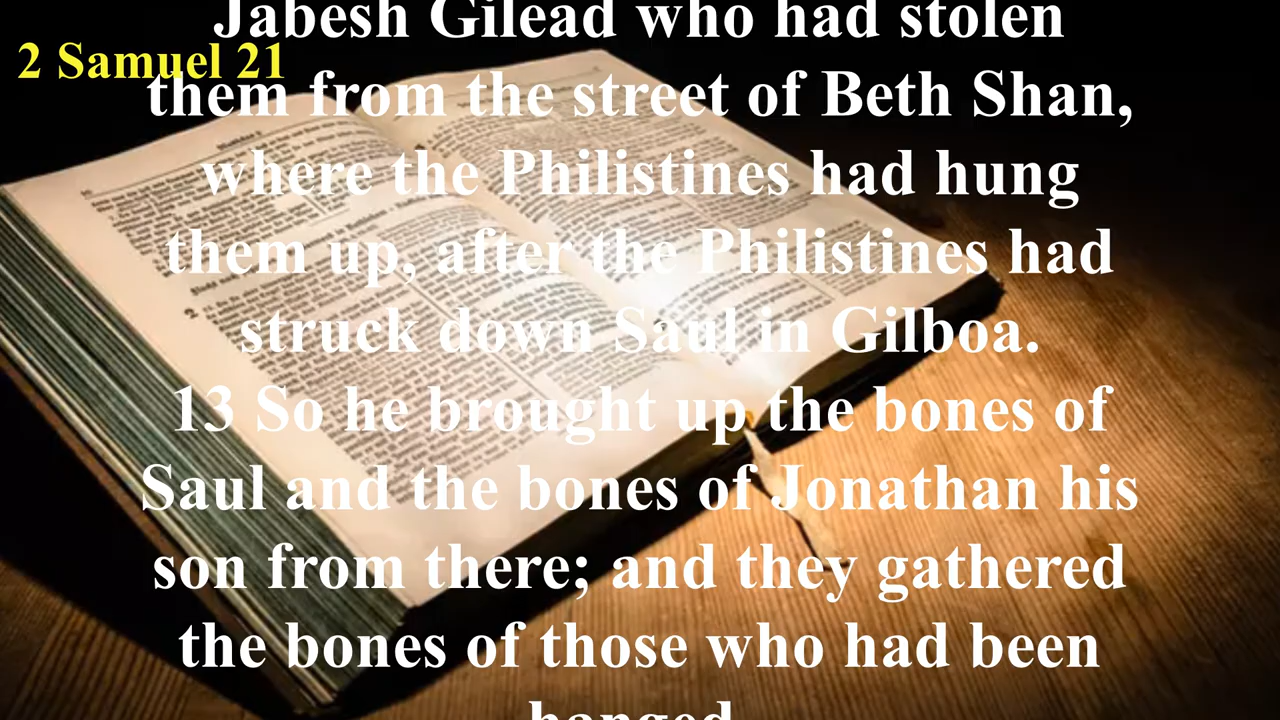 Jabesh Gilead who had stolen
2 Samuel 21
them from the street of Beth Shan,
where the Philistines had hung
them up, after the Philistines had
struck down Saul in Gilboa.
13 So he brought up the bones of
Saul and the bones of Jonathan his
son from there; and they gathered
the bones of those who had been
hanged.